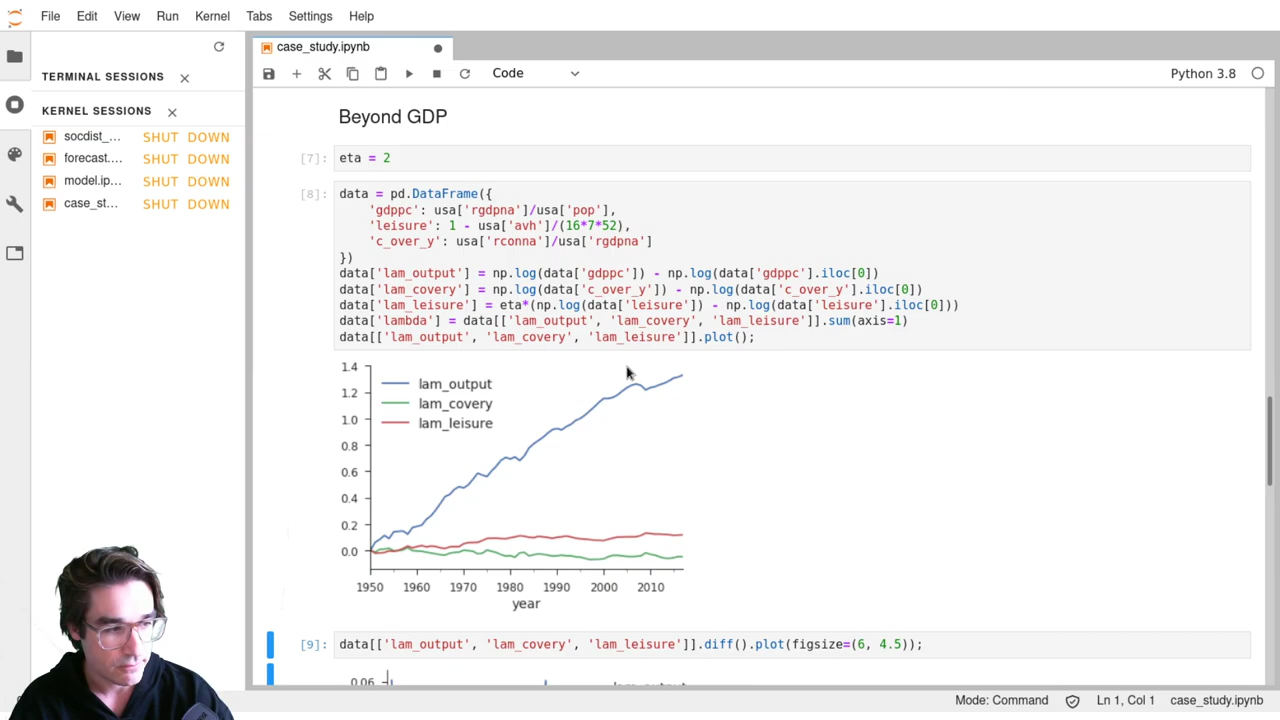 File Edit View Run Kernel Tabs Settings Help
TERMINAL SESSIONS
KERNEL SESSIONS
socdist_... SHUT DOWN
forecast.... SHUT DOWN
model.ip... SHUT DOWN
case_st... SHUT DOWN
case_study.ipynb
Code
Python 3.8
Beyond GDP
[7]: eta = 2
[8]: data = pd.DataFrame({
'gdppc': usa['rgdpna']/usa['pop'],
'leisure': 1 - usa['avh']/(16*7*52),
'c_over_y': usa['rconna']/usa['rgdpna']
})
data['lam_output'] = np.log(data['gdppc']) - np.log(data['gdppc'].iloc[0])
data['lam_covery'] = np.log(data['c_over_y']) - np.log(data['c_over_y'].iloc[0])
data['lam_leisure'] = eta*(np.log(data['leisure']) - np.log(data['leisure'].iloc[0]))
data['lambda'] = data[['lam_output', 'lam_covery', 'lam_leisure']].sum(axis=1)
data[['lam_output', 'lam_covery', 'lam_leisure']].plot();
1.4
1.2
1.0
0.8
0.6
0.4
0.2
0.0
lam_output
lam_covery
lam_leisure
1950 1960 1970 1980 1990 2000 2010
year
[9]: data[['lam_output', 'lam_covery', 'lam_leisure']].diff().plot(figsize=(6, 4.5));
0.06
Mode: Command Ln 1, Col 1 case_study.ipynb